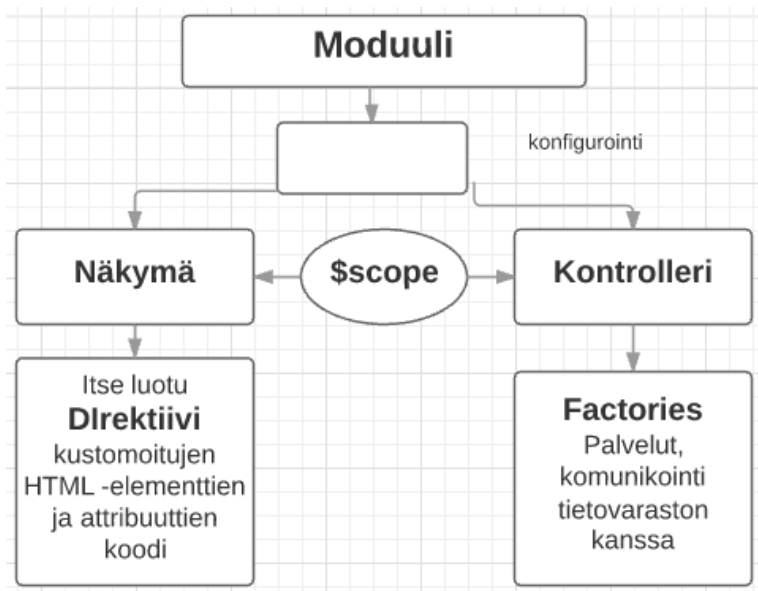 Moduuli
konfigurointi
Näkymä
$scope
Kontrolleri
Itse luotu
DIrektiivi
kustomoitujen
HTML -elementtien
ja attribuuttien
koodi
Factories
Palvelut,
komunikointi
tietovaraston
kanssa